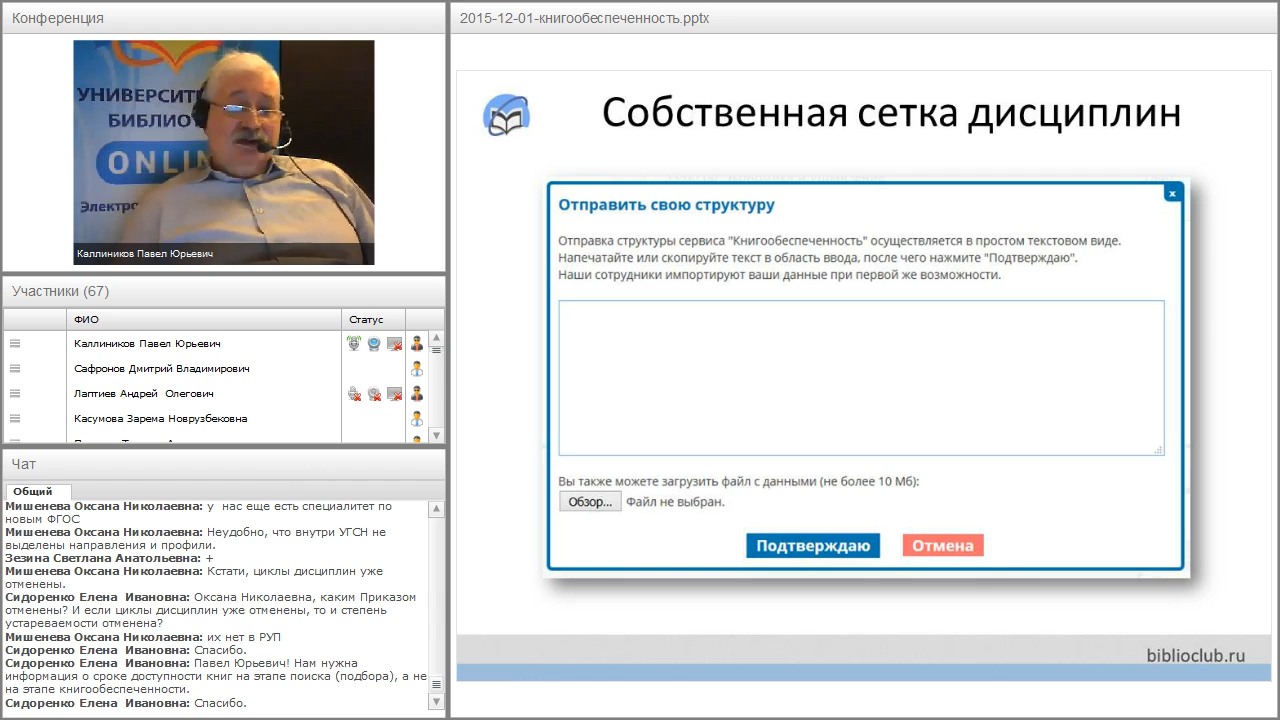 Конференция
УНИВЕРСИТ
БИБЛИО
ONLIN
Электро
Каллиников Павел Юрьевич
Участники (67)
ФИО Статус
Каллиников Павел Юрьевич
Сафронов Дмитрий Владимирович
Лаптиев Андрей Олегович
Касумова Зарема Новрузбековна
Чат
Общий
Мишенева Оксана Николаевна: у нас еще есть специалитет по
новым ФГОС
Мишенева Оксана Николаевна: Неудобно, что внутри УГСН не
выделены направления и профили.
Зезина Светлана Анатольевна: +
Мишенева Оксана Николаевна: Кстати, циклы дисциплин уже
отменены.
Сидоренко Елена Ивановна: Оксана Николаевна, каким Приказом
отменены? И если циклы дисциплин уже отменены, то и степень
устареваемости отменена?
Мишенева Оксана Николаевна: их нет в РУП
Сидоренко Елена Ивановна: Спасибо.
Сидоренко Елена Ивановна: Павел Юрьевич! Нам нужна
информация о сроке доступности книг на этапе поиска (подбора), а не
на этапе книгообеспеченности.
Сидоренко Елена Ивановна: Спасибо.
2015-12-01-книгообеспеченность.pptx
Собственная сетка дисциплин
x
Отправить свою структуру
Отправка структуры сервиса "Книгообеспеченность" осуществляется в простом текстовом виде.
Напечатайте или скопируйте текст в область ввода, после чего нажмите "Подтверждаю".
Наши сотрудники импортируют ваши данные при первой же возможности.
Вы также можете загрузить файл с данными (не более 10 Мб):
Обзор... Файл не выбран.
Подтверждаю Отмена
biblioclub.ru